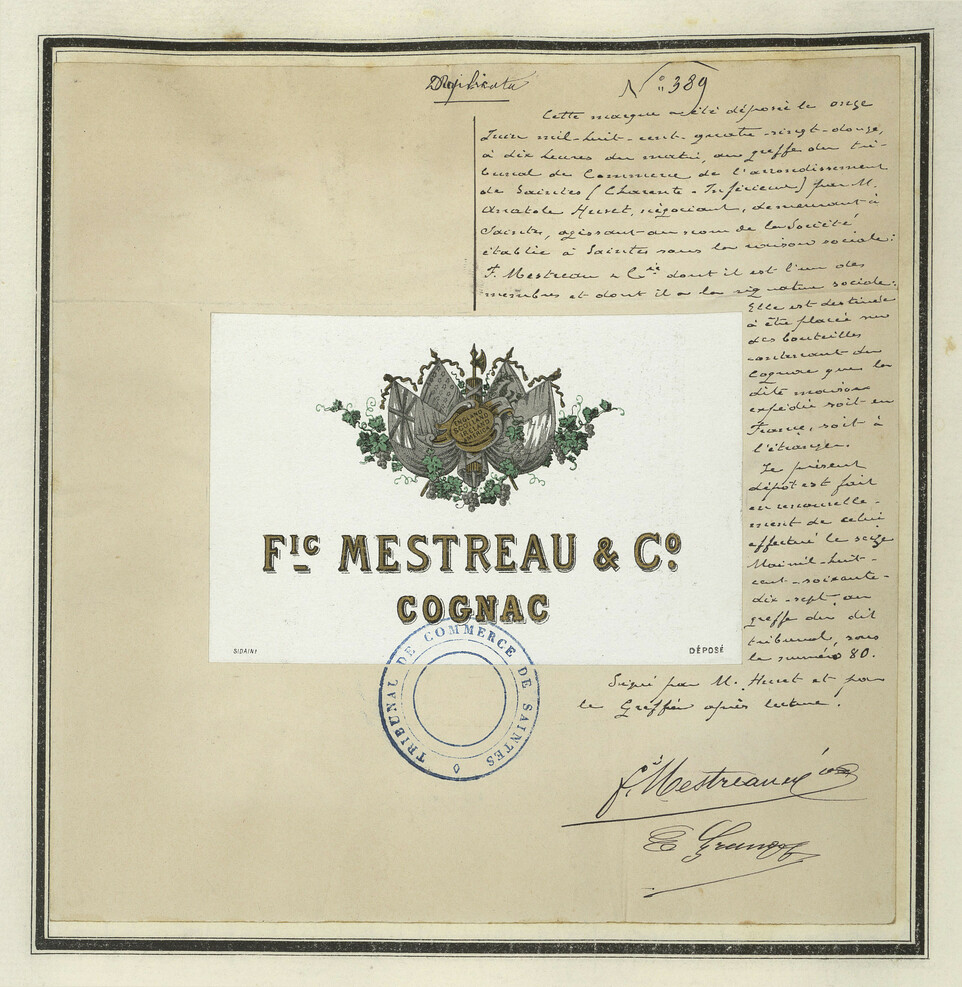 Duplicata
N° 389
Cette marque a été déposée le onze
Juin mil-huit-cent-quatre-vingt-douze,
à dix heures du matin, au greffe du tri-
bunal de Commerce de l'arrondissement
de Saintes (Charente-Inférieure) par M.
Anatole Huret, négociant, demeurant à
Saintes, agissant au nom de la Société
établie à Saintes sous la raison sociale:
F. Mestreau & Cie dont il est l'un des
membres et dont il a la signature sociale.
Elle est destinée
à être placée sur
des bouteilles
contenant du
Cognac que la
dite maison
expédie soit en
France, soit à
l'étranger.
Le présent
dépôt est fait
en renouvelle-
ment de celui
effectué le seize
Mai mil-huit-
cent-soixante-
dix-sept au
greffe du dit
tribunal, sous
le numéro 80.
Signé par M. Huret et par
le Greffier après lecture.
ENGLAND
SCOTLAND
IRELAND
FIC MESTREAU & CO
COGNAC
SIDAINE
DÉPOSÉ
TRIBUNAL DE COMMERCE DE SAINTES
F. Mestreau & Cie